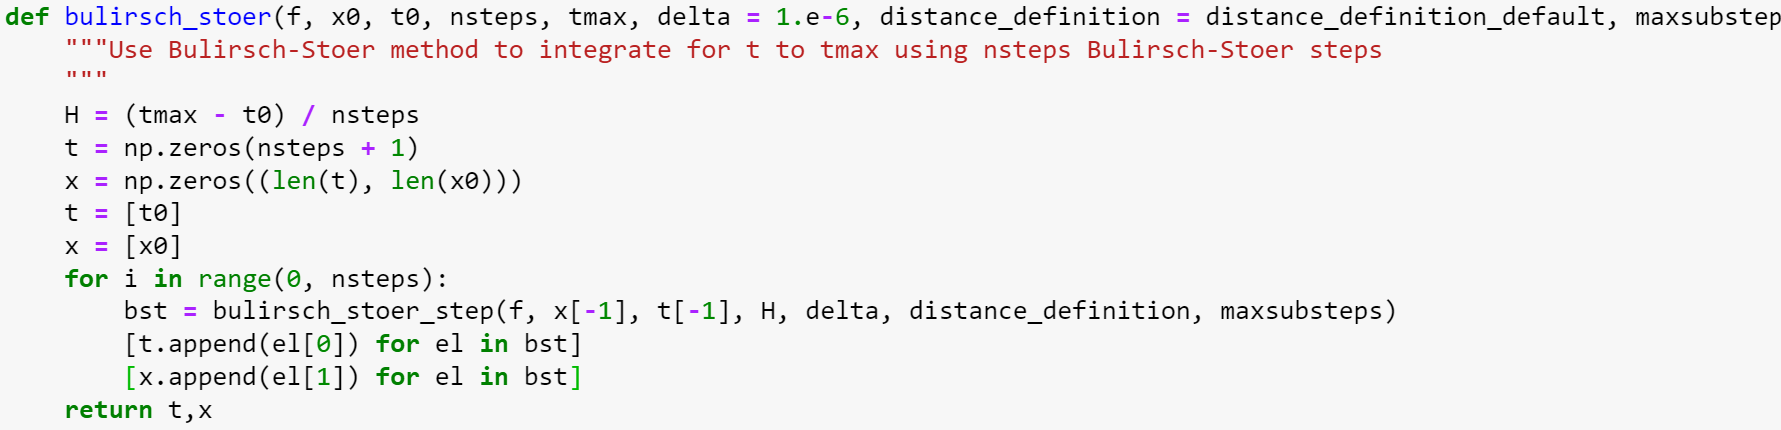 def bulirsch_stoer(f, x0, t0, nsteps, tmax, delta = 1.e-6, distance_definition = distance_definition_default, maxsubstep
    """Use Bulirsch-Stoer method to integrate for t to tmax using nsteps Bulirsch-Stoer steps
    """
    H = (tmax - t0) / nsteps
    t = np.zeros(nsteps + 1)
    x = np.zeros((len(t), len(x0)))
    t = [t0]
    x = [x0]
    for i in range(0, nsteps):
        bst = bulirsch_stoer_step(f, x[-1], t[-1], H, delta, distance_definition, maxsubsteps)
        [t.append(el[0]) for el in bst]
        [x.append(el[1]) for el in bst]
    return t,x